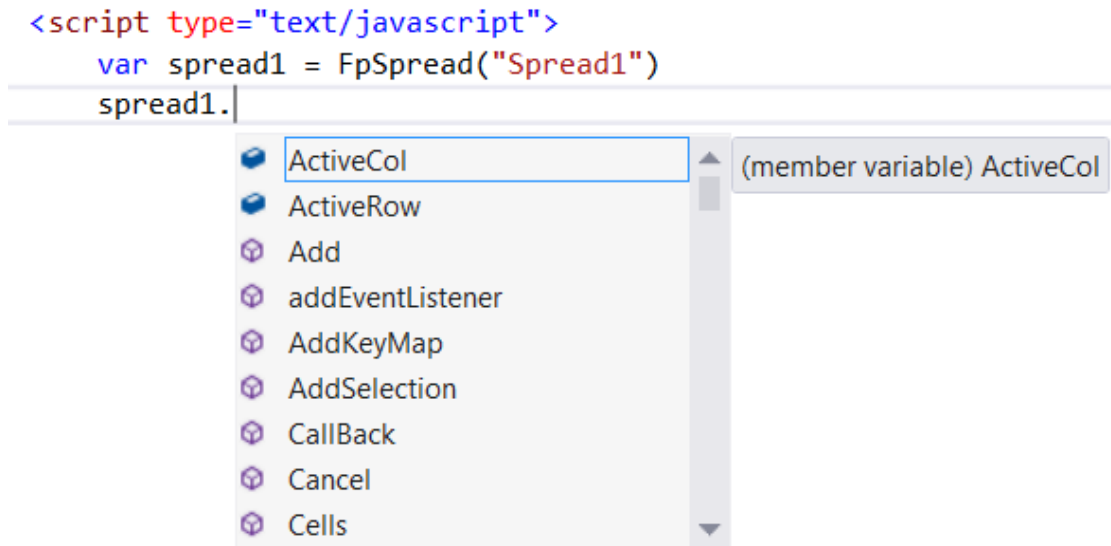 <script type="text/javascript">
var spread1 = FpSpread("Spread1")
spread1.
ActiveCol
(member variable) ActiveCol
ActiveRow
Add
addEventListener
AddKeyMap
AddSelection
CallBack
Cancel
Cells